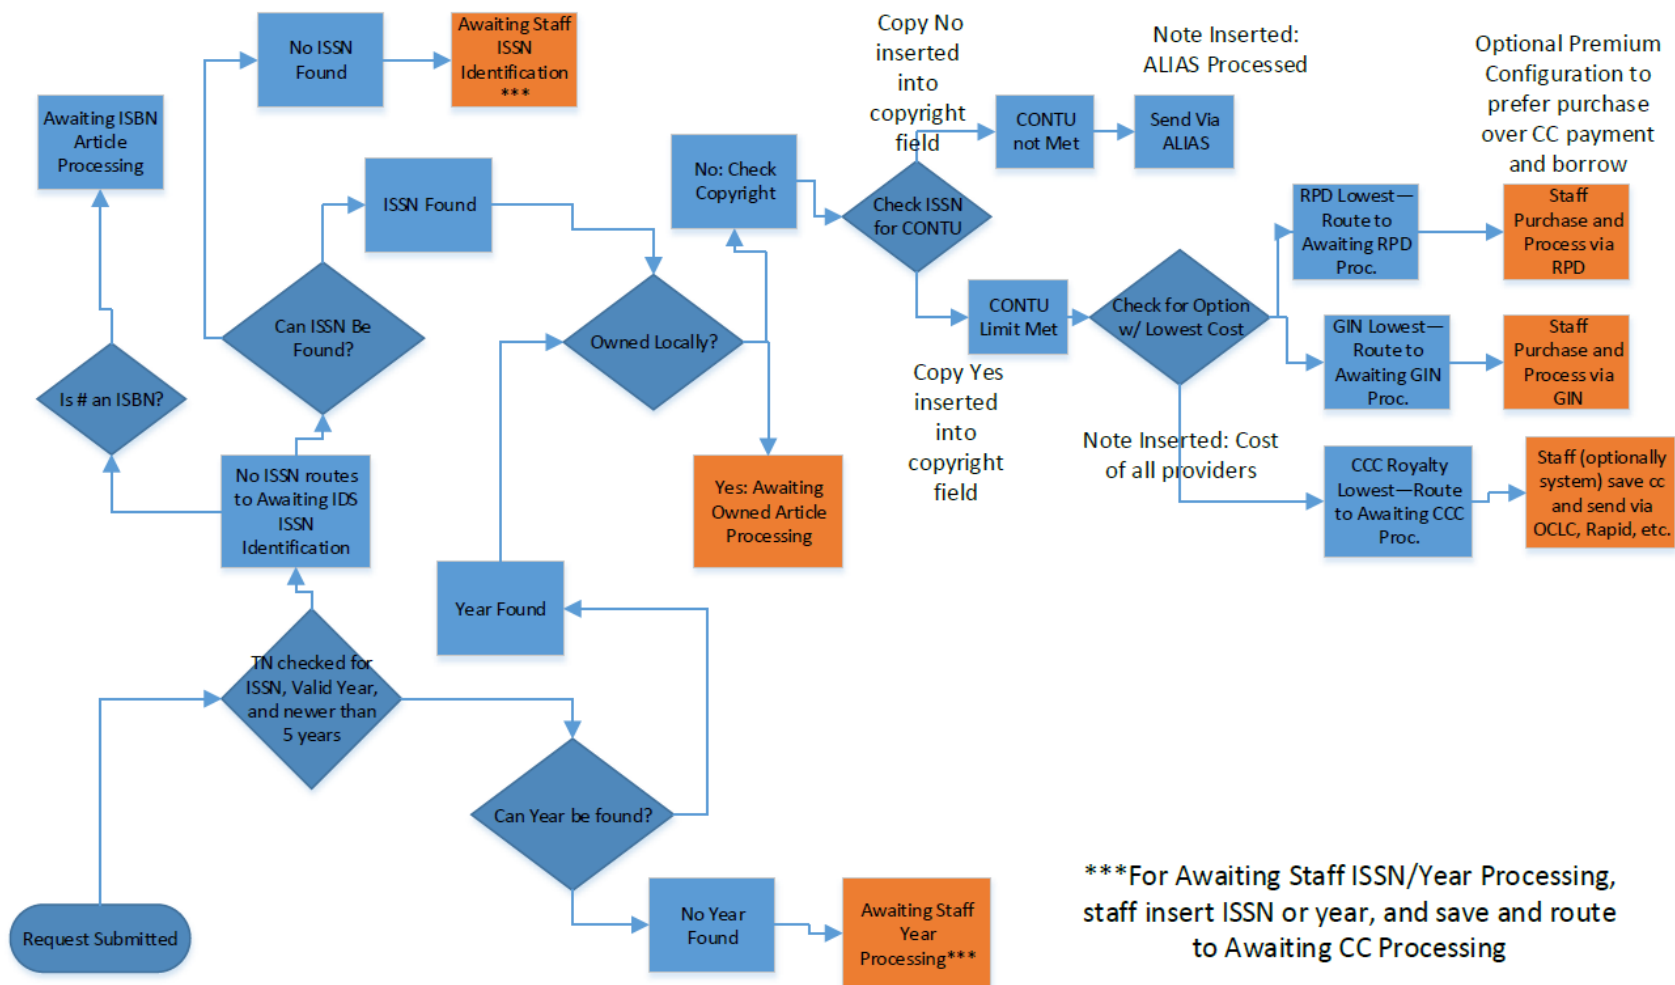 No ISSN
Found
Awaiting Staff
ISSN
Identification
***
Copy No
inserted
into
copyright
field
Note Inserted:
ALIAS Processed
Optional Premium
Configuration to
prefer purchase
over CC payment
and borrow
Awaiting ISBN
Article
Processing
ISSN Found
No: Check
Copyright
CONTU
not Met
Send Via
ALIAS
Check ISSN
for CONTU
RPD Lowest—
Route to
Awaiting RPD
Proc.
Staff
Purchase and
Process via
RPD
Can ISSN Be
Found?
Owned Locally?
CONTU
Limit Met
Check for Option
w/ Lowest Cost
GIN Lowest—
Route to
Awaiting GIN
Proc.
Staff
Purchase and
Process via
GIN
Is # an ISBN?
Copy Yes
inserted
into
copyright
field
Note Inserted: Cost
of all providers
No ISSN routes
to Awaiting IDS
ISSN
Identification
Yes: Awaiting
Owned Article
Processing
CCC Royalty
Lowest—Route
to Awaiting CCC
Proc.
Staff (optionally
system) save cc
and send via
OCLC, Rapid, etc.
Year Found
TN checked for
ISSN, Valid Year,
and newer than
5 years
Can Year be found?
Request Submitted
No Year
Found
Awaiting Staff
Year
Processing***
***For Awaiting Staff ISSN/Year Processing,
staff insert ISSN or year, and save and route
to Awaiting CC Processing